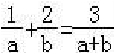 1/a + 2/b = 3/(a+b)